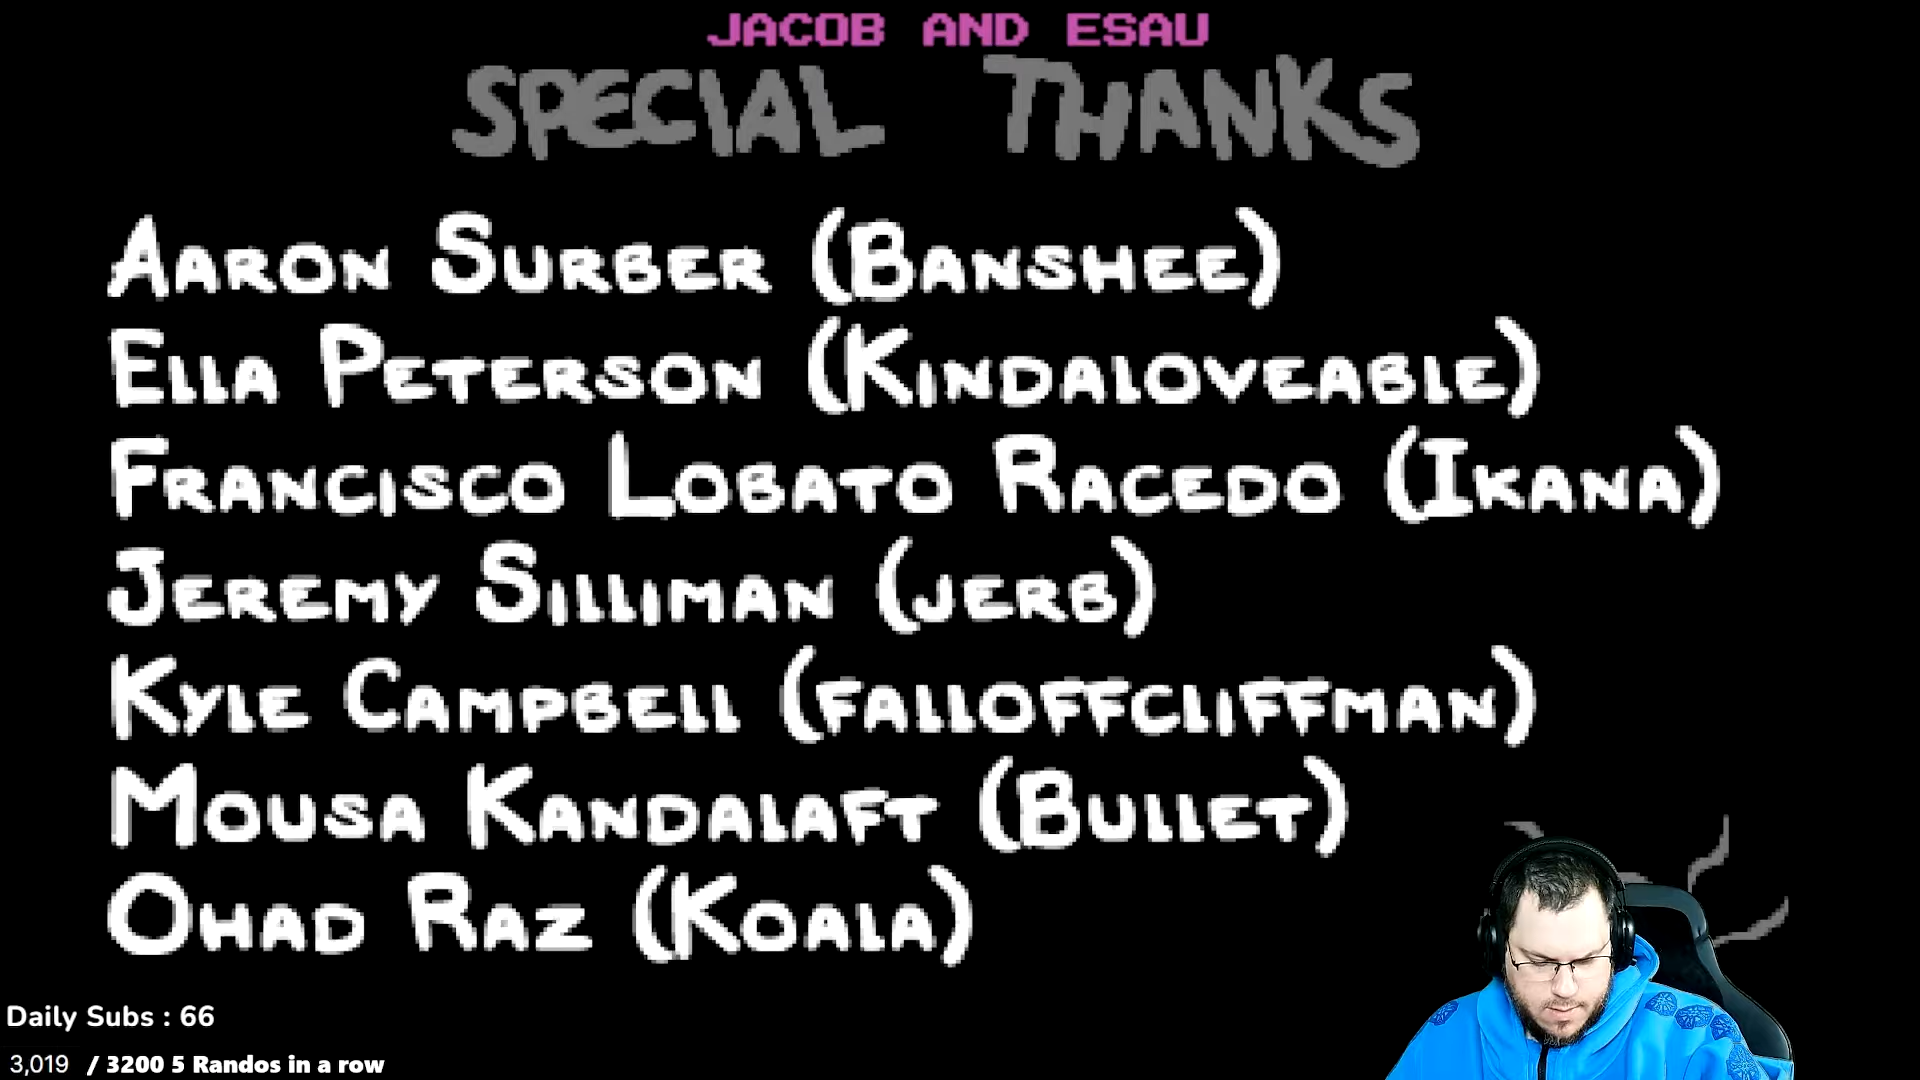 JACOB AND ESAU
SPECIAL THANKS
AARON SURBER (BANSHEE)
ELLA PETERSON (KINDALOVEABLE)
FRANCISCO LOBATO RACEDO (IKANA)
JEREMY SILLIMAN (JERB)
KYLE CAMPBELL (FALLOFFCLIFFMAN)
MOUSA KANDALAFT (BULLET)
OHAD RAZ (KOALA)
Daily Subs : 66
3,019 / 3200 5 Randos in a row